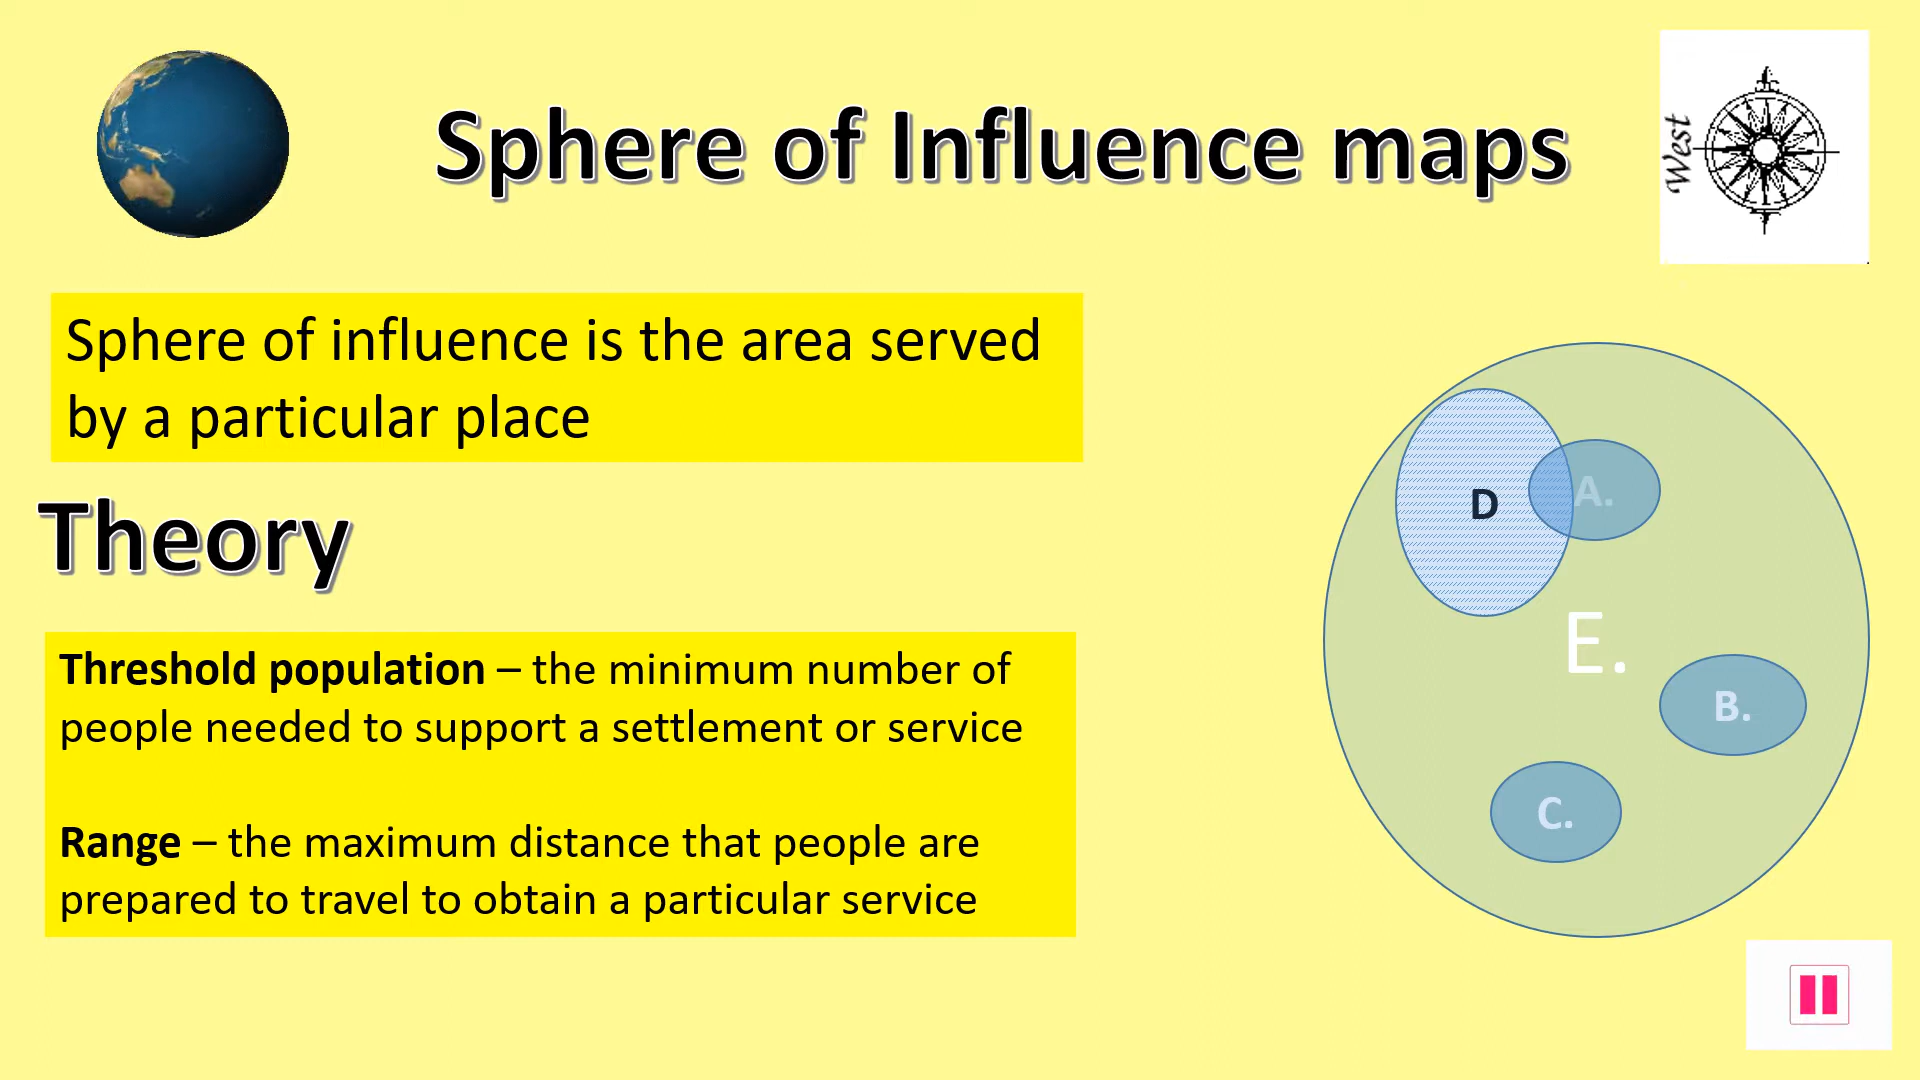 Sphere of Influence maps
West
Sphere of influence is the area served
by a particular place
Theory
Threshold population – the minimum number of
people needed to support a settlement or service
Range – the maximum distance that people are
prepared to travel to obtain a particular service
D
A.
E.
B.
C.